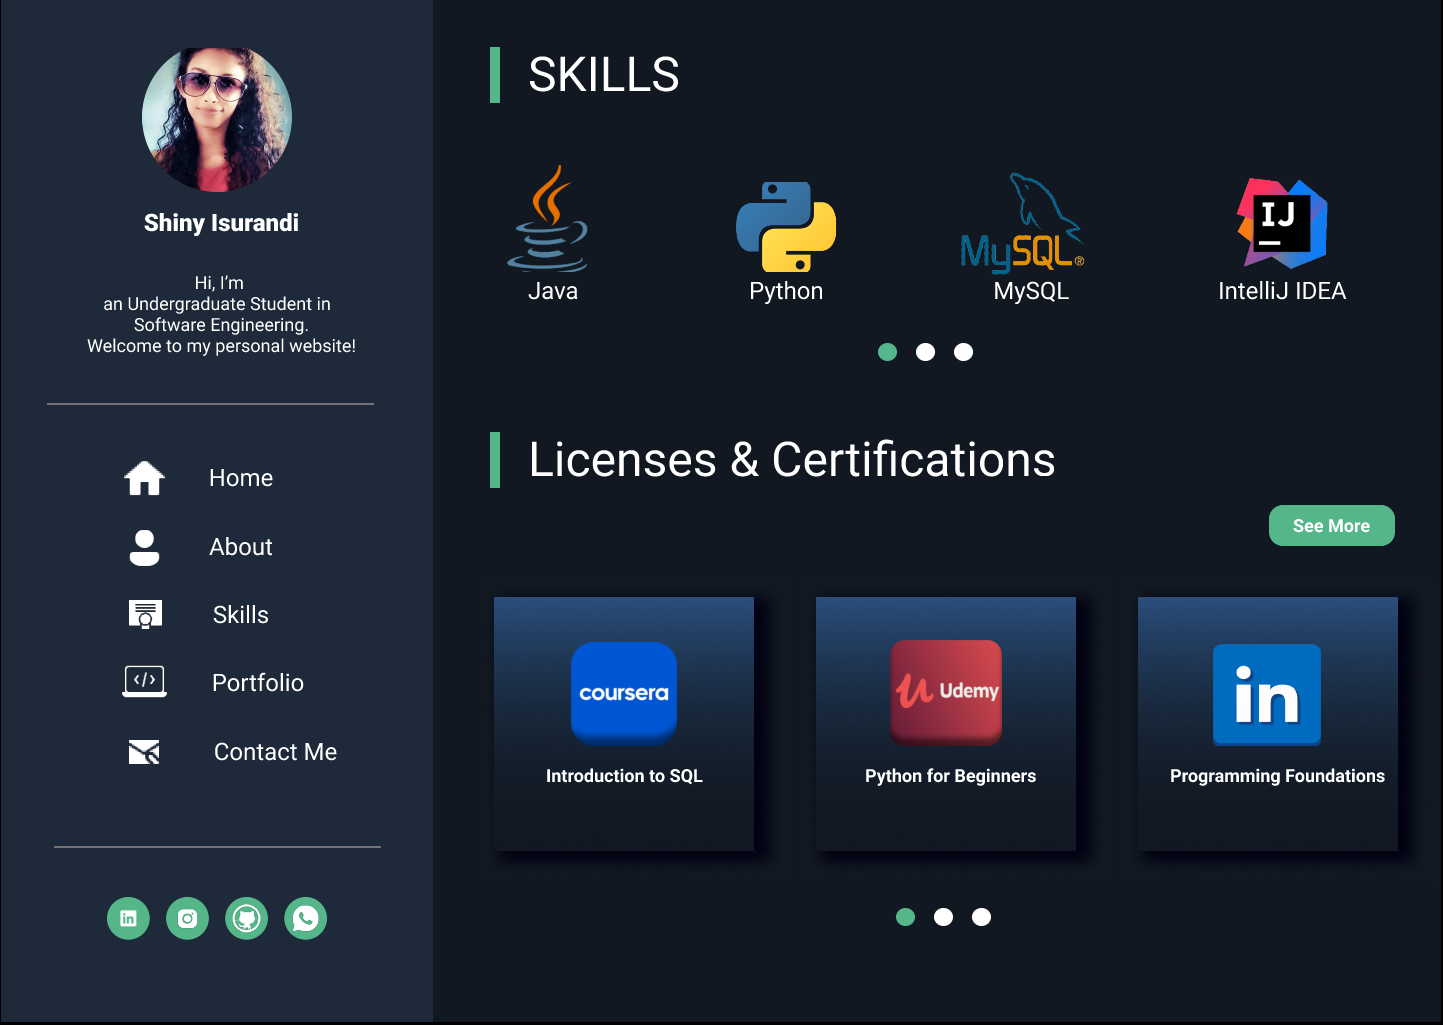 Shiny Isurandi
Hi, I’m
an Undergraduate Student in
Software Engineering.
Welcome to my personal website!
Home
About
Skills
Portfolio
Contact Me
in
SKILLS
Java
Python
MySQL®
MySQL
IJ
IntelliJ IDEA
Licenses & Certifications
See More
coursera
Introduction to SQL
Udemy
Python for Beginners
in
Programming Foundations